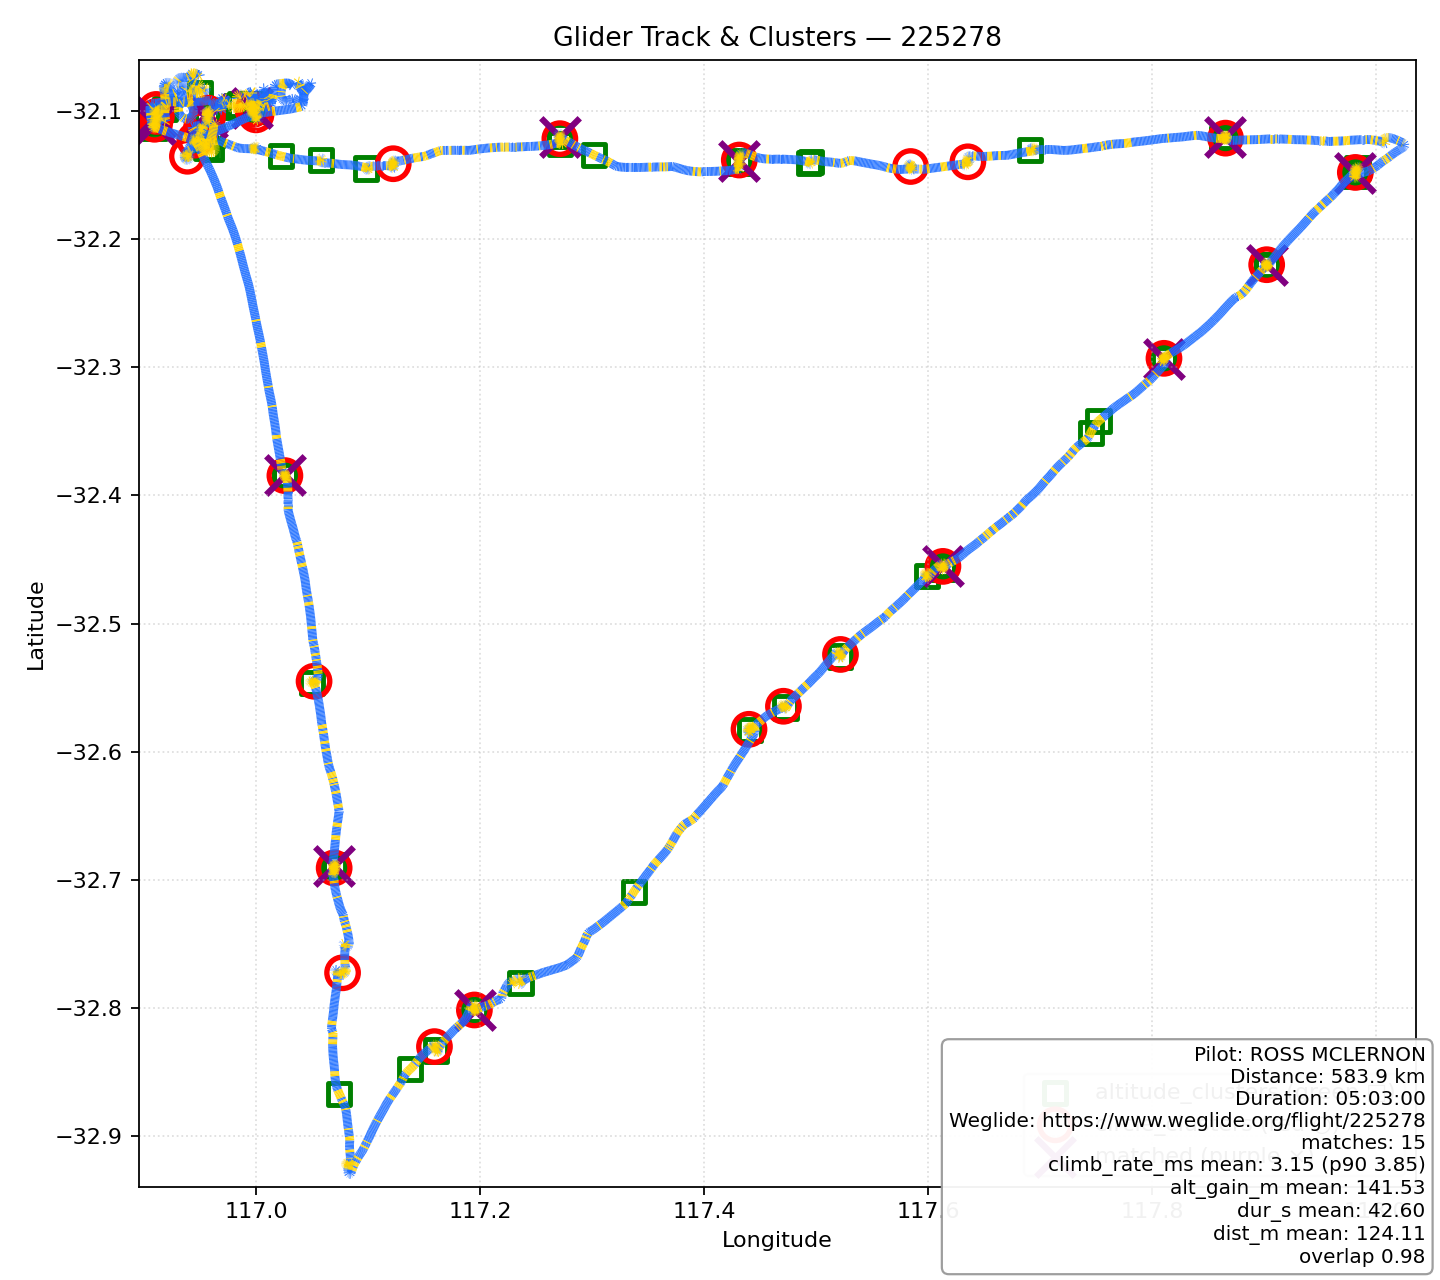 Glider Track & Clusters — 225278
−32.1
−32.2
−32.3
−32.4
−32.5
−32.6
−32.7
−32.8
−32.9
Latitude
117.0
117.2
117.4
117.6
117.8
Longitude
altitude_clusters
matched (purple
Pilot: ROSS MCLERNON
Distance: 583.9 km
Duration: 05:03:00
Weglide: https://www.weglide.org/flight/225278
matches: 15
climb_rate_ms mean: 3.15 (p90 3.85)
alt_gain_m mean: 141.53
dur_s mean: 42.60
dist_m mean: 124.11
overlap 0.98